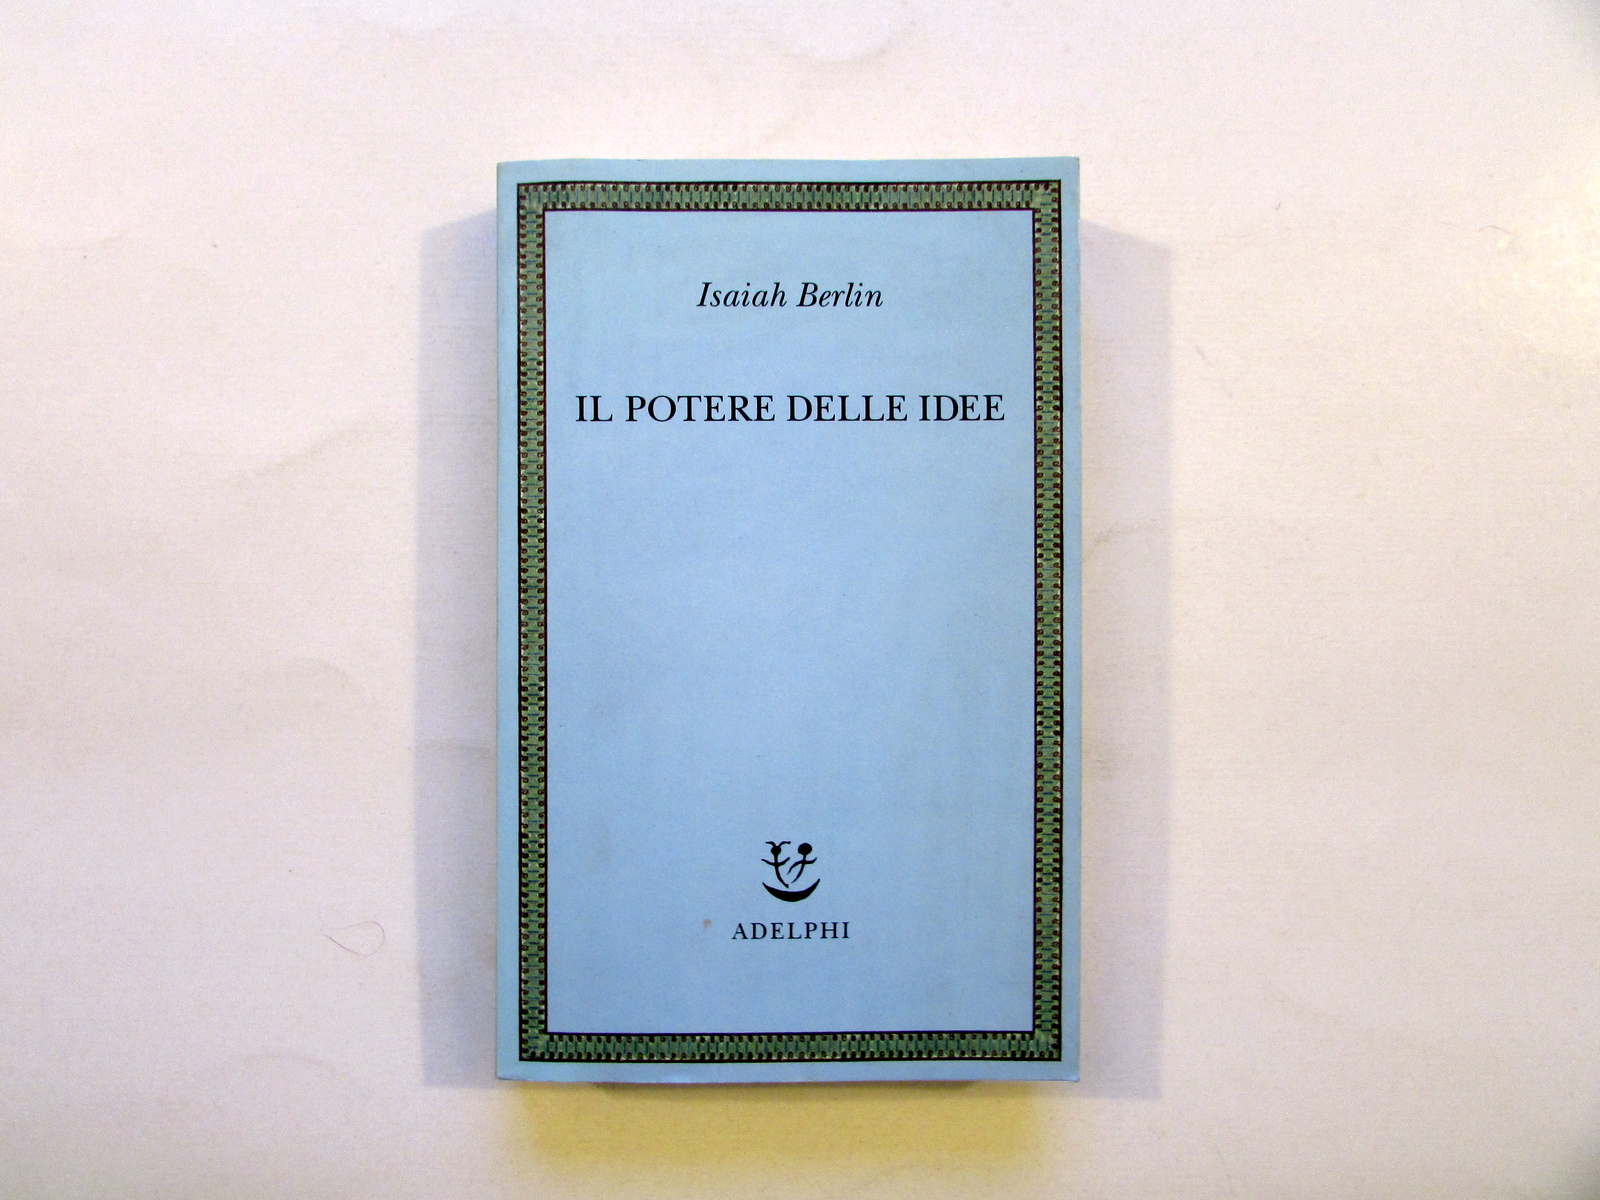 Isaiah Berlin
IL POTERE DELLE IDEE
ADELPHI